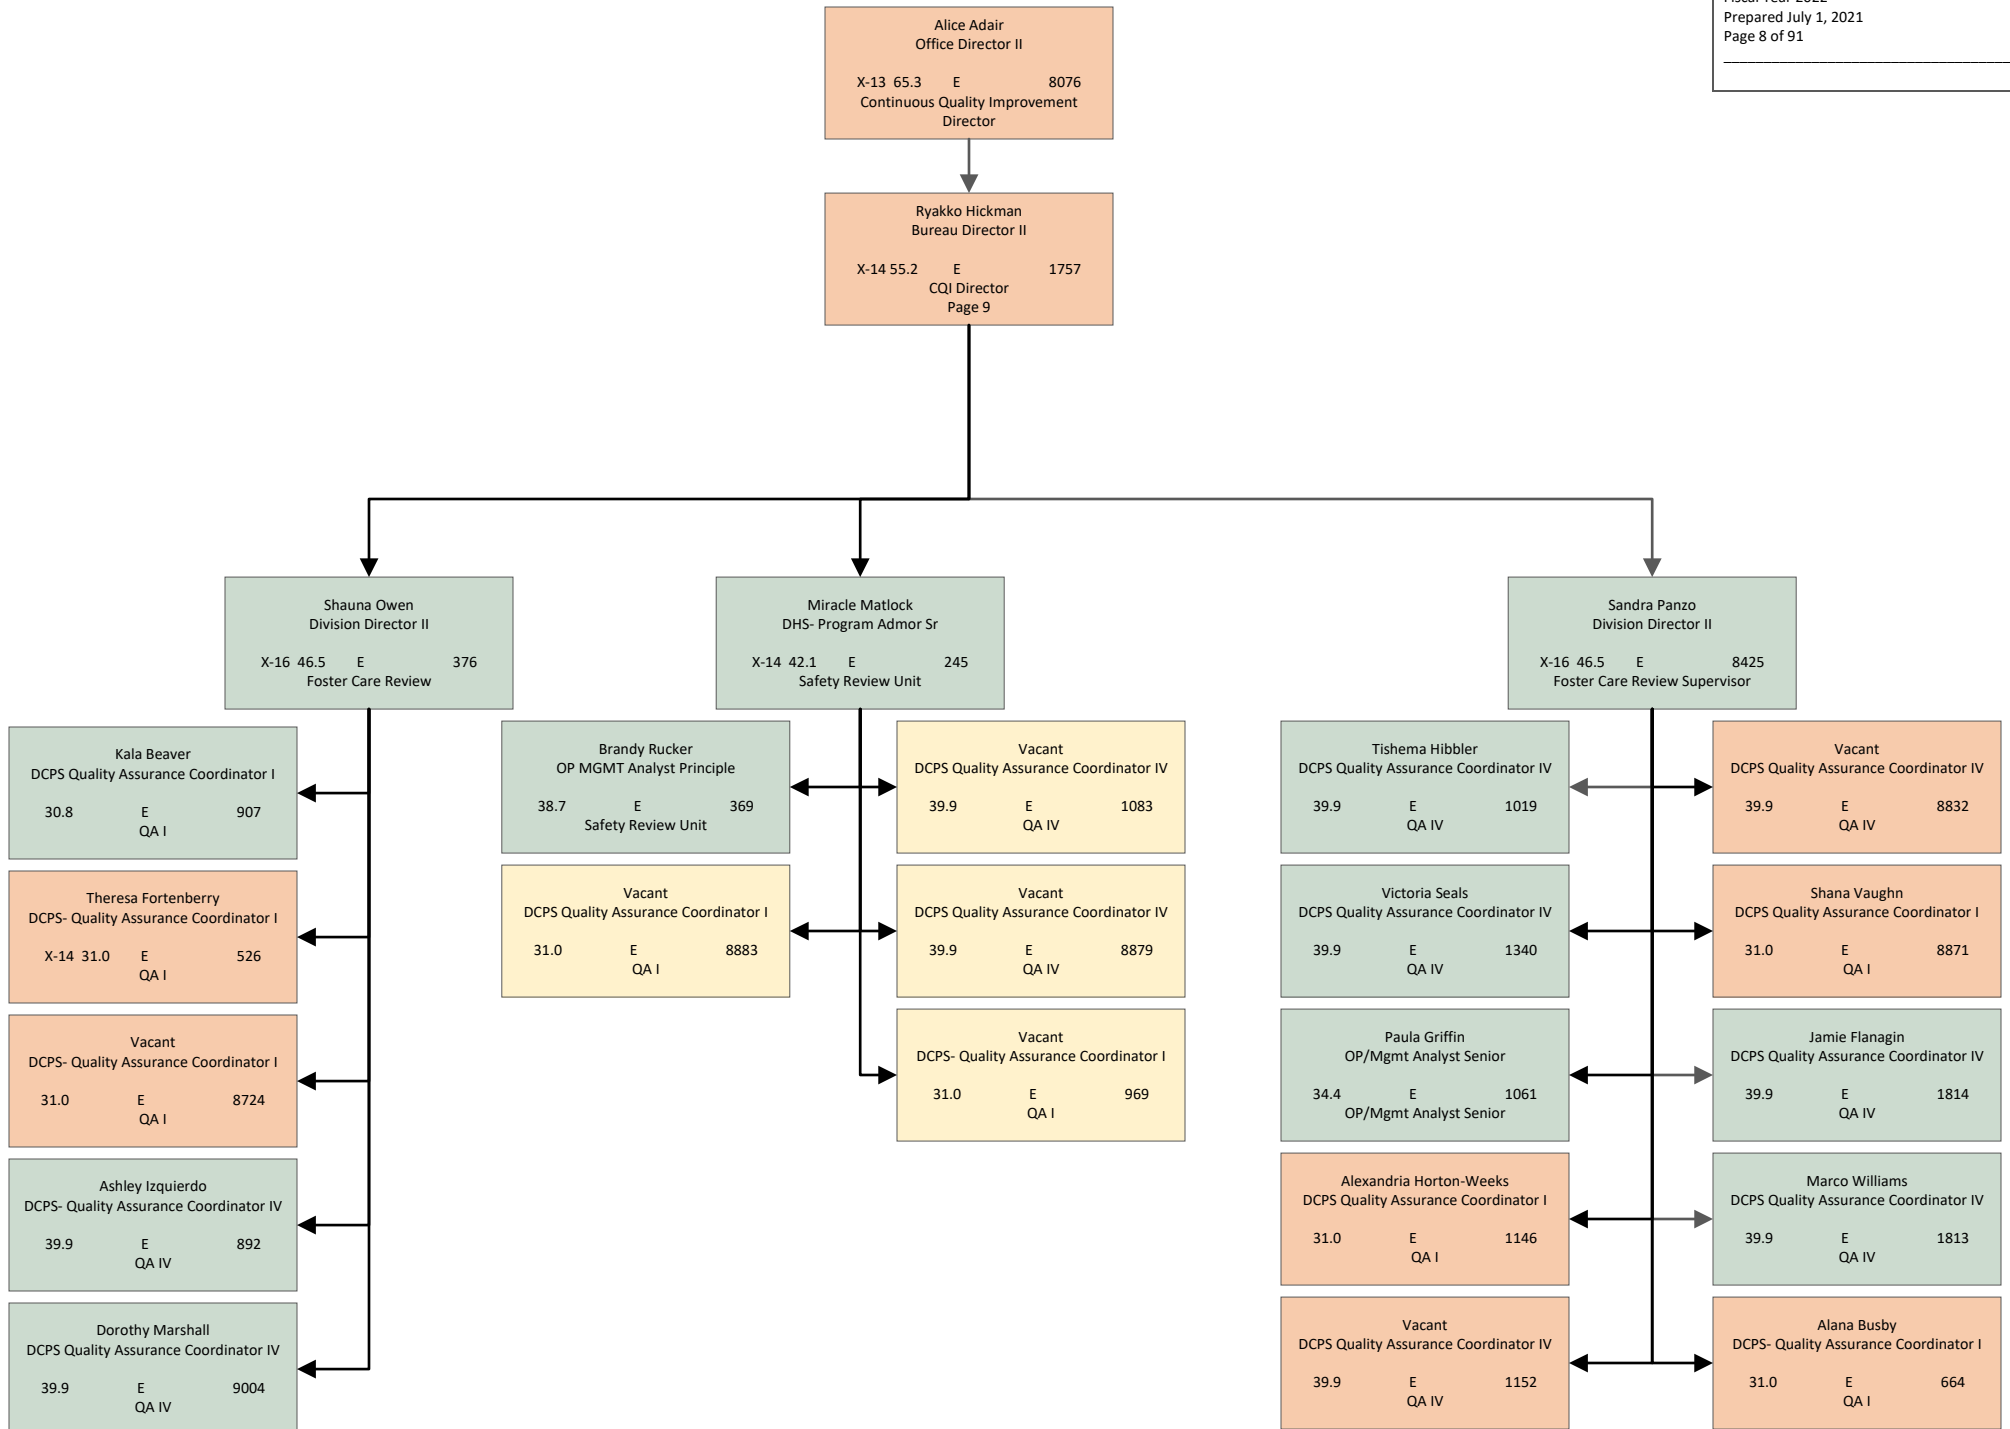 Fiscal Year 2022
Prepared July 1, 2021
Page 8 of 91
Alice Adair
Office Director II
X-13 65.3 E 8076
Continuous Quality Improvement
Director
Ryakko Hickman
Bureau Director II
X-14 55.2 E 1757
CQI Director
Page 9
Shauna Owen
Division Director II
X-16 46.5 E 376
Foster Care Review
Miracle Matlock
DHS- Program Admor Sr
X-14 42.1 E 245
Safety Review Unit
Sandra Panzo
Division Director II
X-16 46.5 E 8425
Foster Care Review Supervisor
Kala Beaver
DCPS Quality Assurance Coordinator I
30.8 E 907
QA I
Theresa Fortenberry
DCPS- Quality Assurance Coordinator I
X-14 31.0 E 526
QA I
Vacant
DCPS- Quality Assurance Coordinator I
31.0 E 8724
QA I
Ashley Izquierdo
DCPS- Quality Assurance Coordinator IV
39.9 E 892
QA IV
Dorothy Marshall
DCPS Quality Assurance Coordinator IV
39.9 E 9004
QA IV
Brandy Rucker
OP MGMT Analyst Principle
38.7 E 369
Safety Review Unit
Vacant
DCPS Quality Assurance Coordinator IV
39.9 E 1083
QA IV
Vacant
DCPS Quality Assurance Coordinator I
31.0 E 8883
QA I
Vacant
DCPS Quality Assurance Coordinator IV
39.9 E 8879
QA IV
Vacant
DCPS- Quality Assurance Coordinator I
31.0 E 969
QA I
Tishema Hibbler
DCPS Quality Assurance Coordinator IV
39.9 E 1019
QA IV
Vacant
DCPS Quality Assurance Coordinator IV
39.9 E 8832
QA IV
Victoria Seals
DCPS Quality Assurance Coordinator IV
39.9 E 1340
QA IV
Shana Vaughn
DCPS Quality Assurance Coordinator I
31.0 E 8871
QA I
Paula Griffin
OP/Mgmt Analyst Senior
34.4 E 1061
OP/Mgmt Analyst Senior
Jamie Flanagin
DCPS Quality Assurance Coordinator IV
39.9 E 1814
QA IV
Alexandria Horton-Weeks
DCPS Quality Assurance Coordinator I
31.0 E 1146
QA I
Marco Williams
DCPS Quality Assurance Coordinator IV
39.9 E 1813
QA IV
Vacant
DCPS Quality Assurance Coordinator IV
39.9 E 1152
QA IV
Alana Busby
DCPS- Quality Assurance Coordinator I
31.0 E 664
QA I